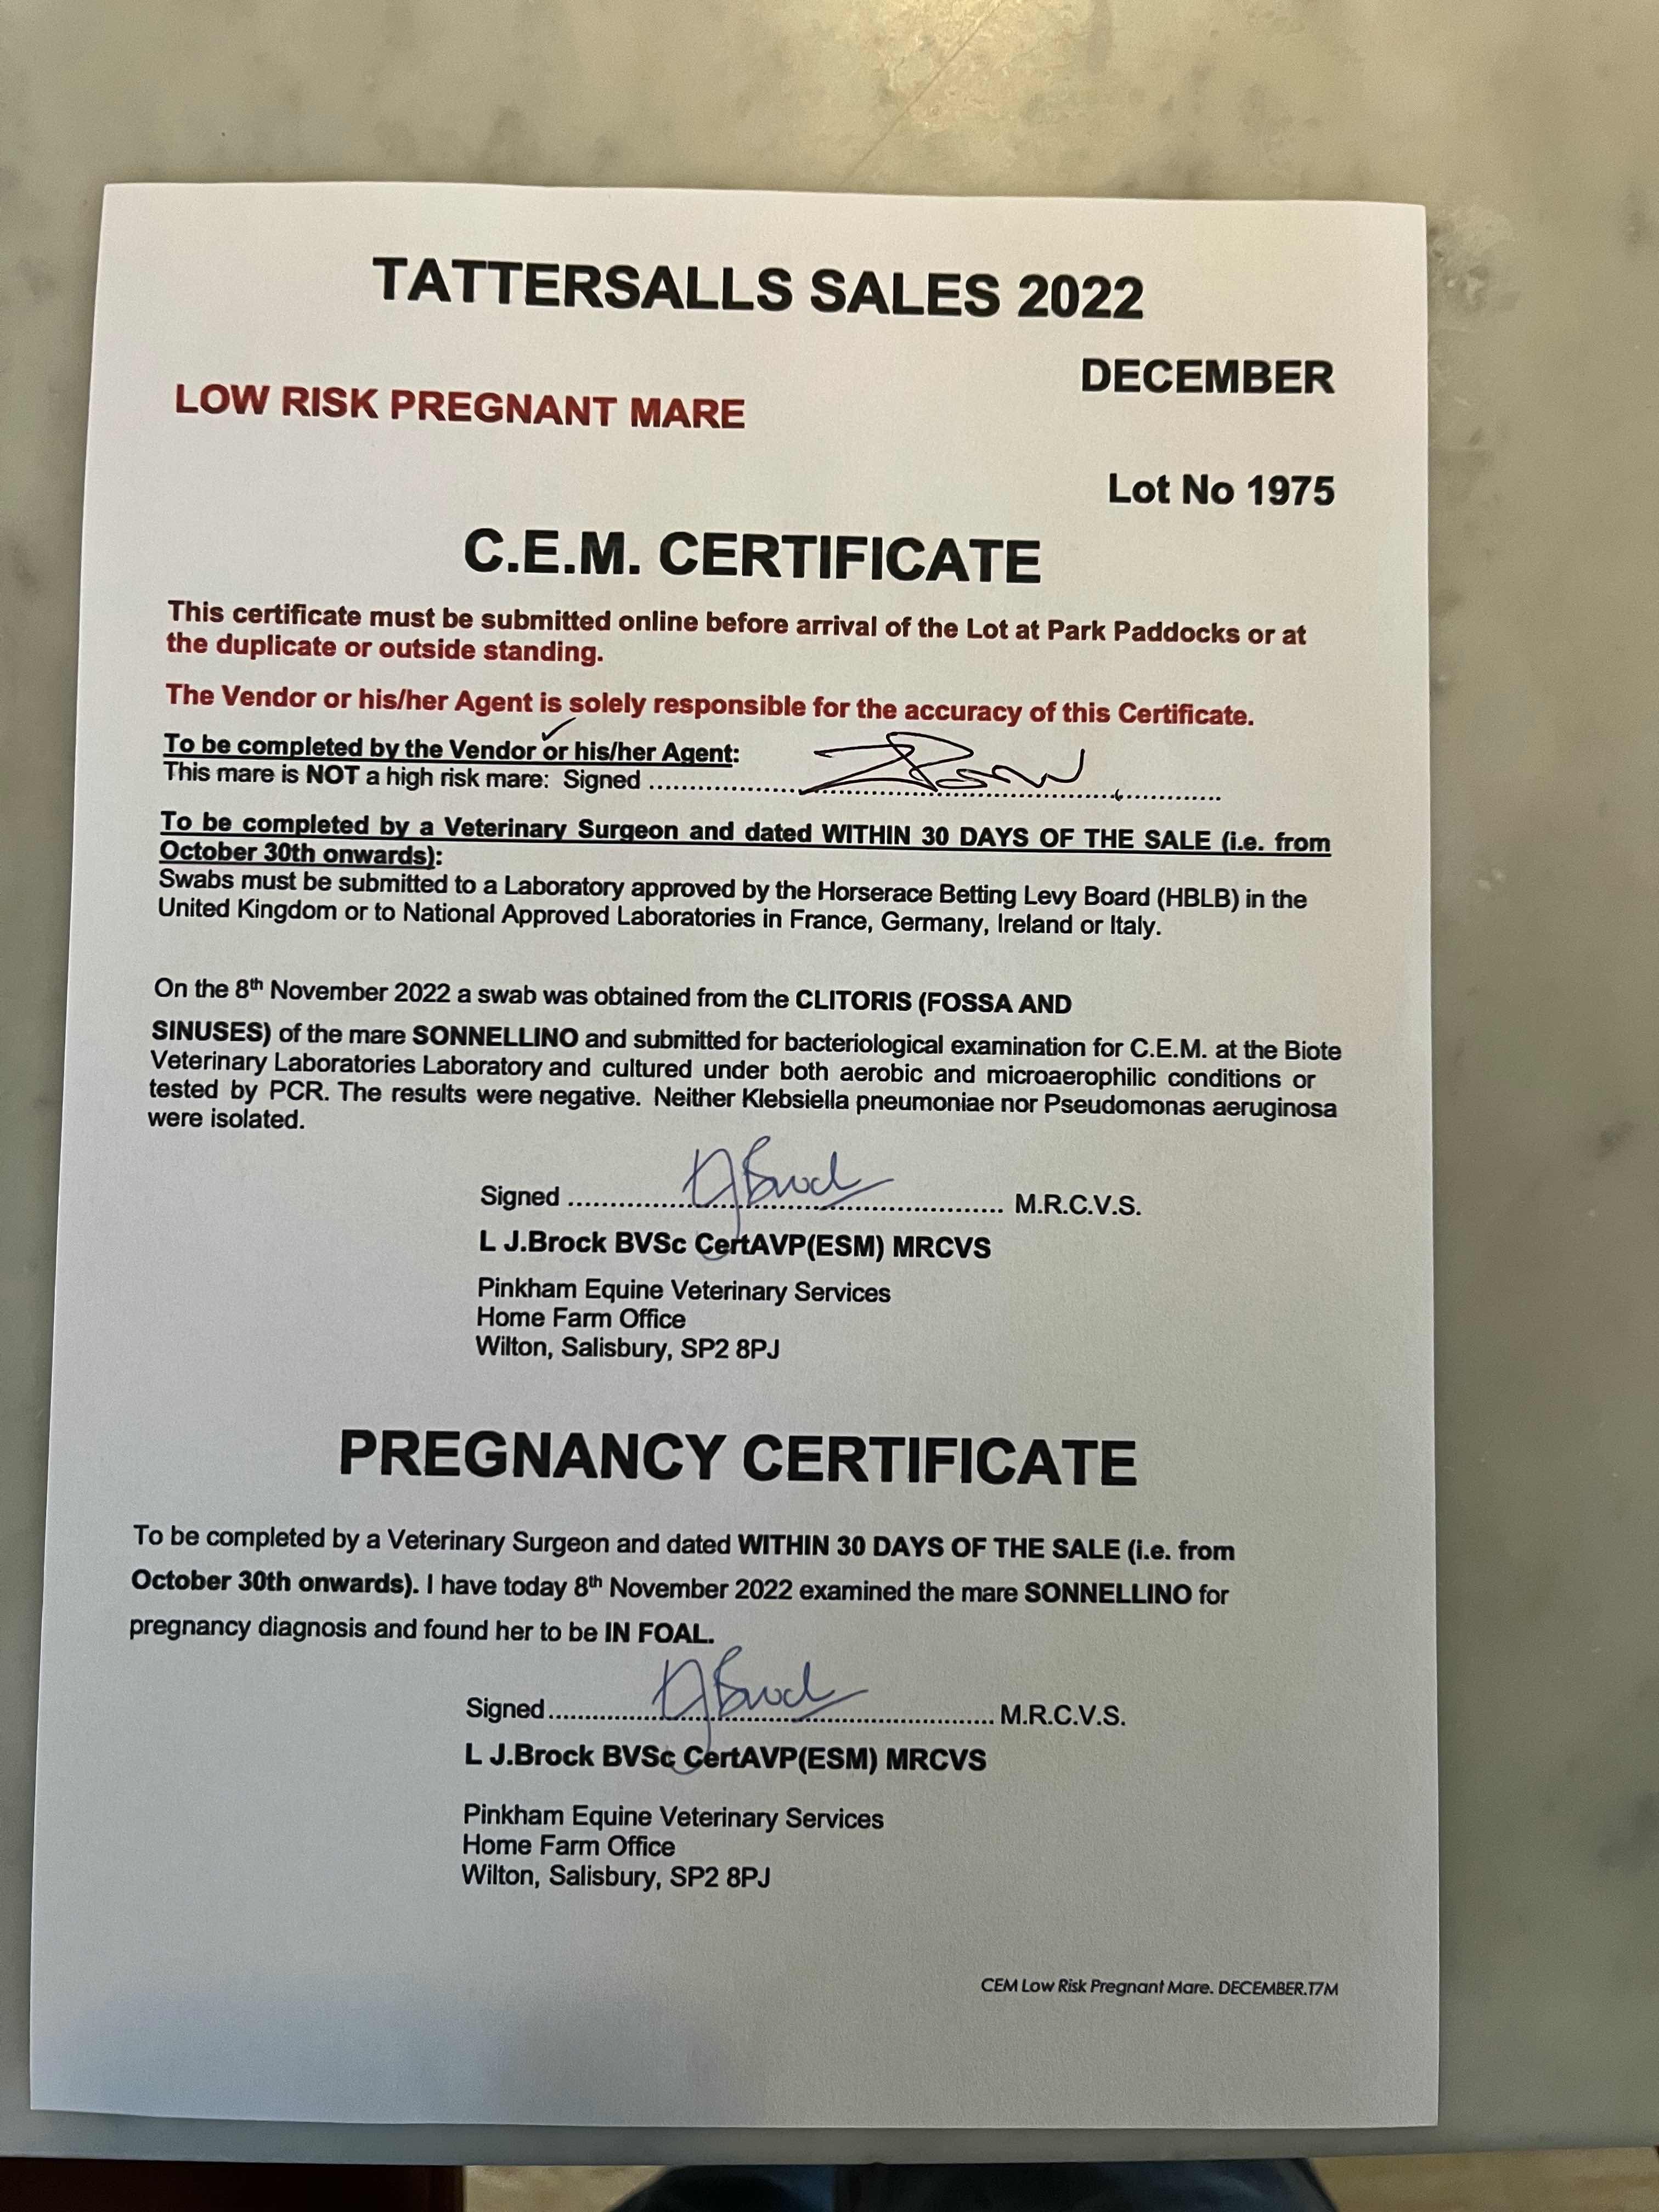 TATTERSALLS SALES 2022
DECEMBER
LOW RISK PREGNANT MARE
Lot No 1975
C.E.M. CERTIFICATE
This certificate must be submitted online before arrival of the Lot at Park Paddocks or at
the duplicate or outside standing.
The Vendor or his/her Agent is solely responsible for the accuracy of this Certificate.
To be completed by the Vendor or his/her Agent:
This mare is NOT a high risk mare: Signed
To be completed by a Veterinary Surgeon and dated WITHIN 30 DAYS OF THE SALE (i.e. from
October 30th onwards):
Swabs must be submitted to a Laboratory approved by the Horserace Betting Levy Board (HBLB) in the
United Kingdom or to National Approved Laboratories in France, Germany, Ireland or Italy.
On the 8th November 2022 a swab was obtained from the CLITORIS (FOSSA AND
SINUSES) of the mare SONNELLINO and submitted for bacteriological examination for C.E.M. at the Biote
Veterinary Laboratories Laboratory and cultured under both aerobic and microaerophilic conditions or
tested by PCR. The results were negative. Neither Klebsiella pneumoniae nor Pseudomonas aeruginosa
were isolated.
Signed ........................................................ M.R.C.V.S.
L J.Brock BVSc CertAVP(ESM) MRCVS
Pinkham Equine Veterinary Services
Home Farm Office
Wilton, Salisbury, SP2 8PJ
PREGNANCY CERTIFICATE
To be completed by a Veterinary Surgeon and dated WITHIN 30 DAYS OF THE SALE (i.e. from
October 30th onwards). I have today 8th November 2022 examined the mare SONNELLINO for
pregnancy diagnosis and found her to be IN FOAL.
Signed........................................................ M.R.C.V.S.
L J.Brock BVSc CertAVP(ESM) MRCVS
Pinkham Equine Veterinary Services
Home Farm Office
Wilton, Salisbury, SP2 8PJ
CEM Low Risk Pregnant Mare. DECEMBER.T7M